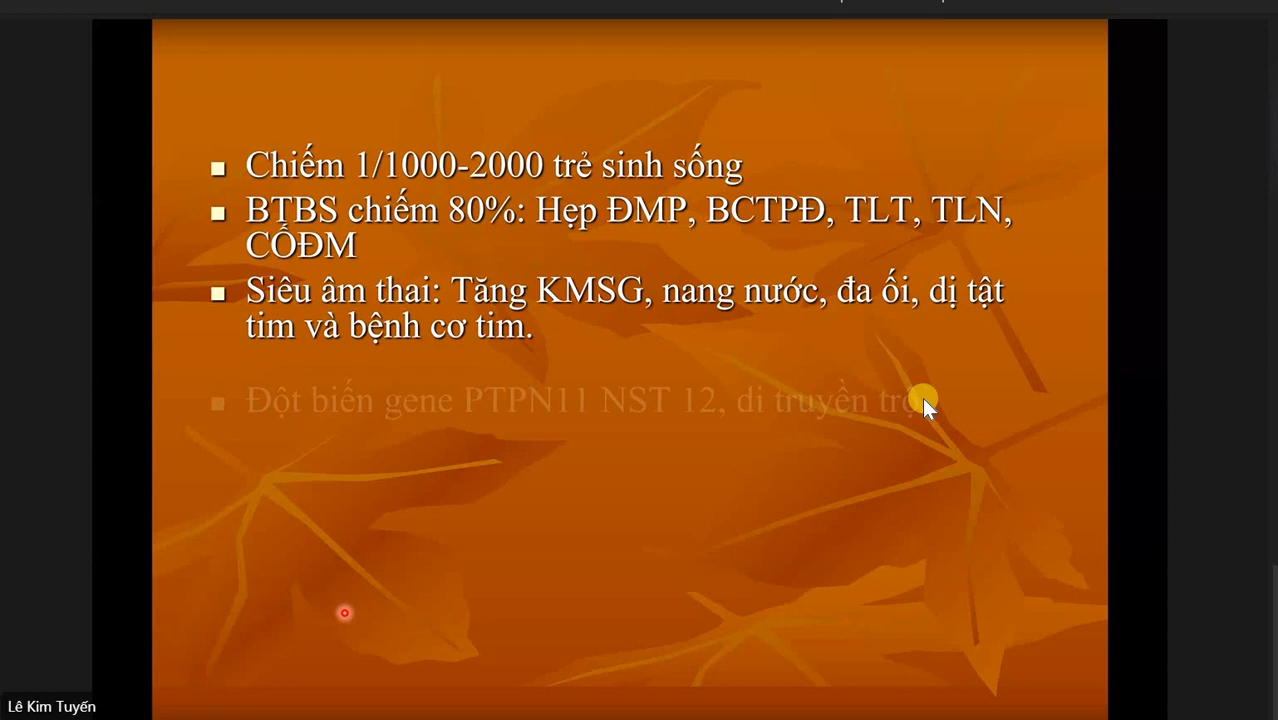 Chiếm 1/1000-2000 trẻ sinh sống
BTBS chiếm 80%: Hẹp ĐMP, BCTPĐ, TLT, TLN,
CÔĐM
Siêu âm thai: Tăng KMSG, nang nước, đa ối, dị tật
tim và bệnh cơ tim.
Đột biến gene PTPN11 NST 12, di truyền
Lê Kim Tuyến